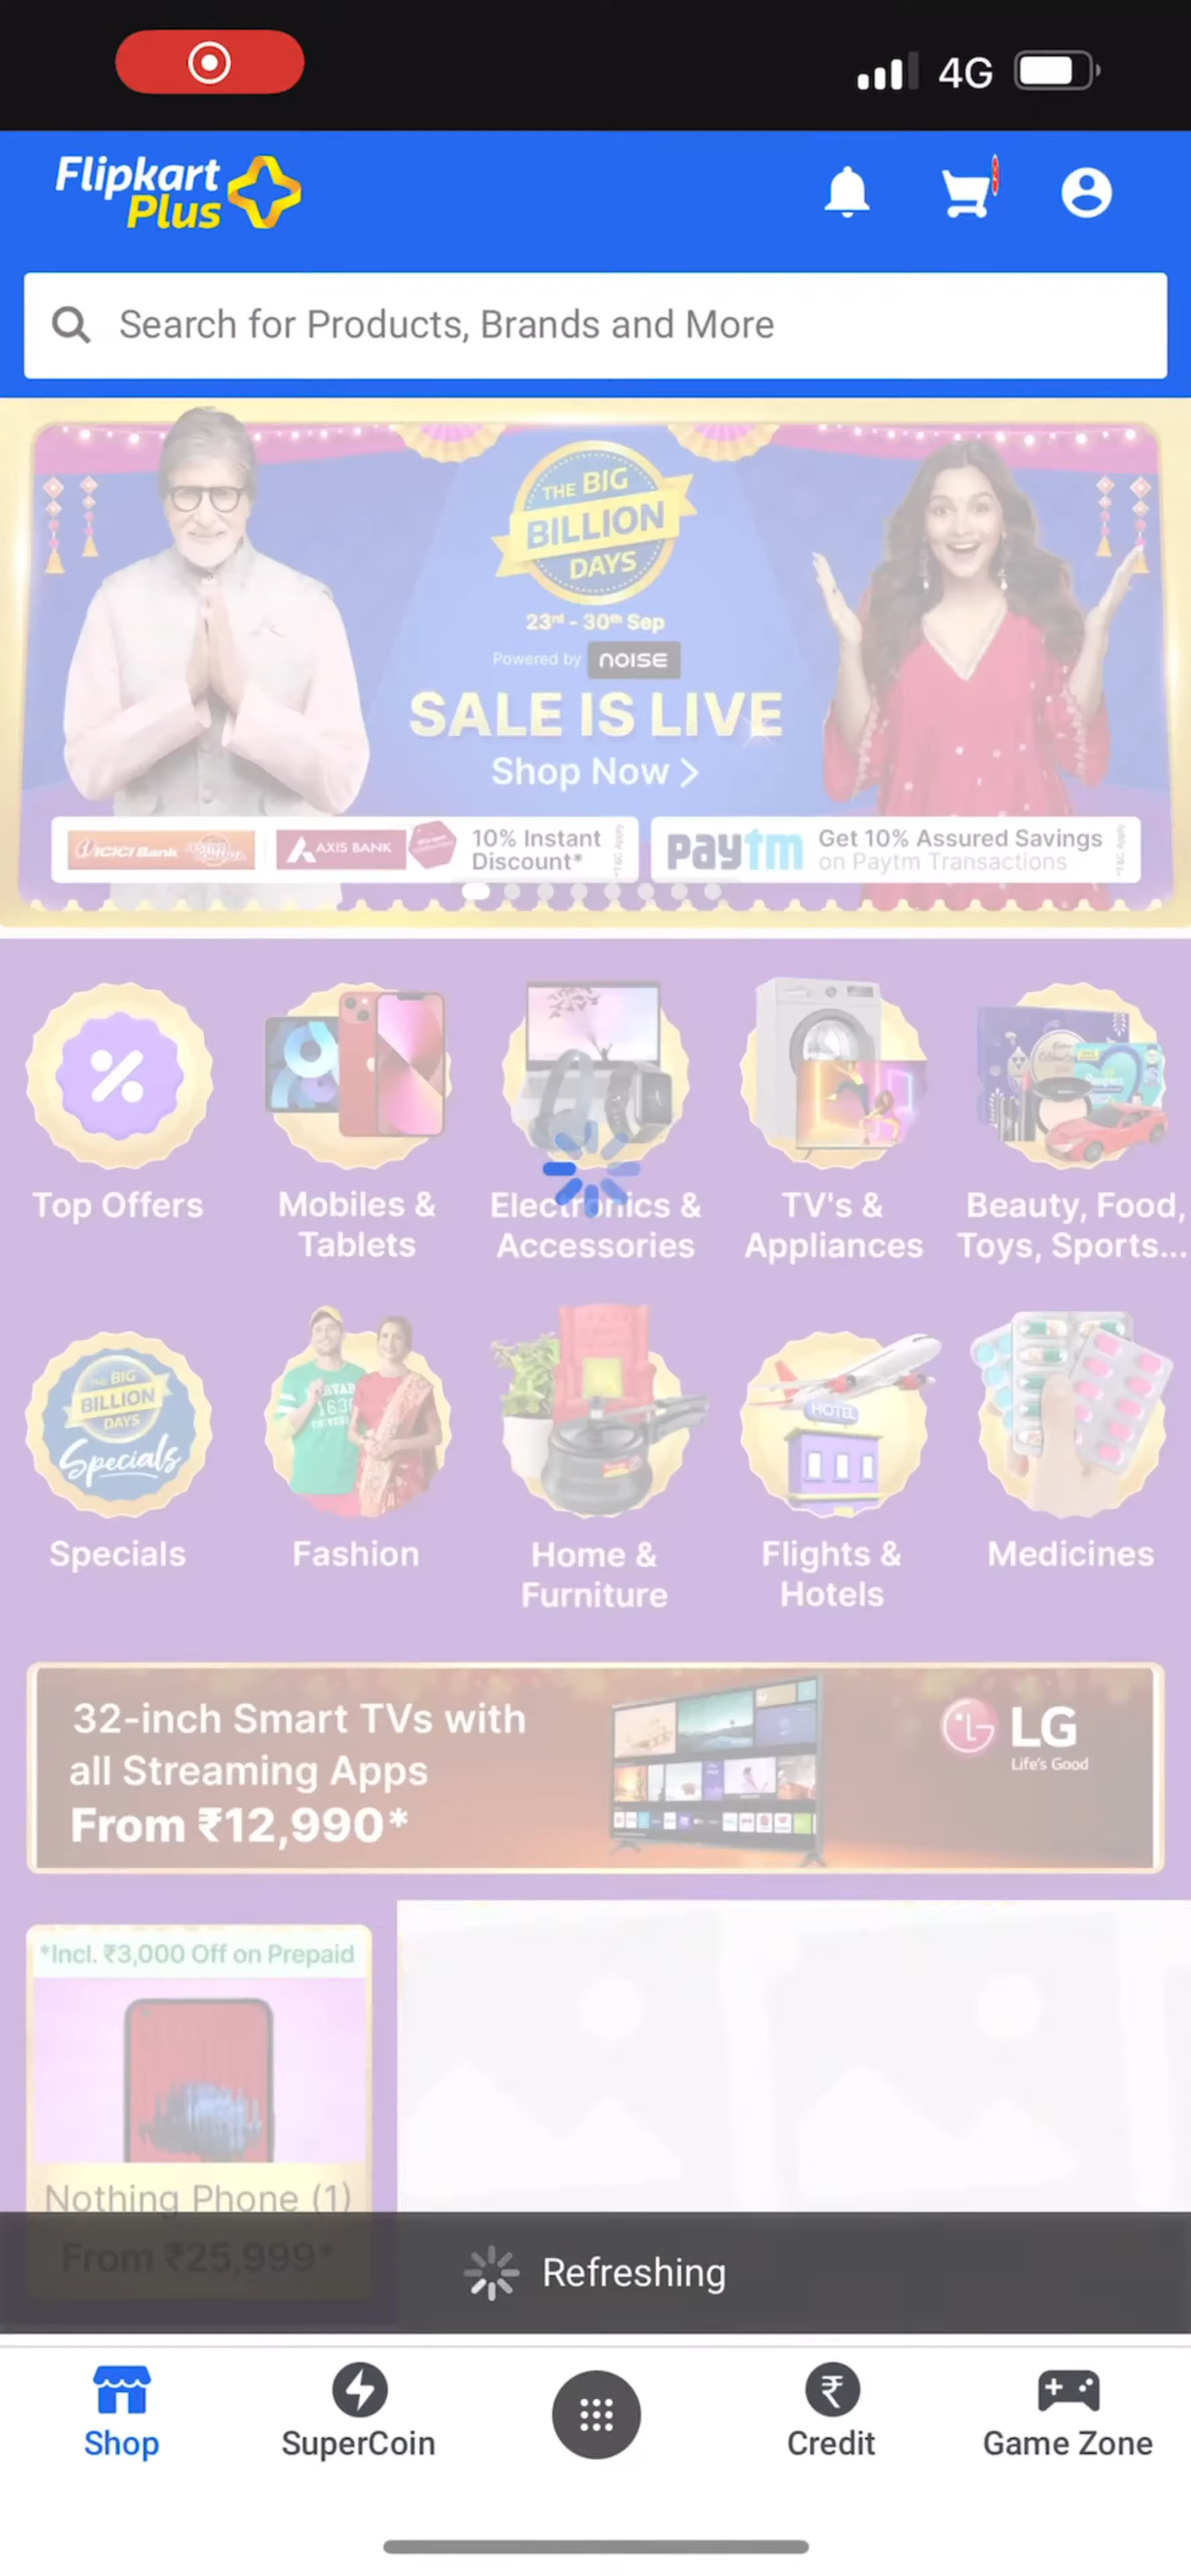 4G
Flipkart
Plus
Search for Products, Brands and More
THE BIG
BILLION
DAYS
23rd - 30th Sep
Powered by NOISE
SALE IS LIVE
Shop Now >
ICICI Bank
AXIS BANK
10% Instant
Discount*
paytm
Get 10% Assured Savings
on Paytm Transactions
Top Offers
Mobiles &
Tablets
Electronics &
Accessories
TV's &
Appliances
Beauty, Food,
Toys, Sports...
THE BIG
BILLION
DAYS
Specials
HOTEL
Specials
Fashion
Home &
Furniture
Flights &
Hotels
Medicines
32-inch Smart TVs with
all Streaming Apps
From ₹12,990*
LG
Life's Good
*Incl. ₹3,000 Off on Prepaid
Nothing Phone (1)
From ₹25,999*
Refreshing
Shop
SuperCoin
Credit
Game Zone